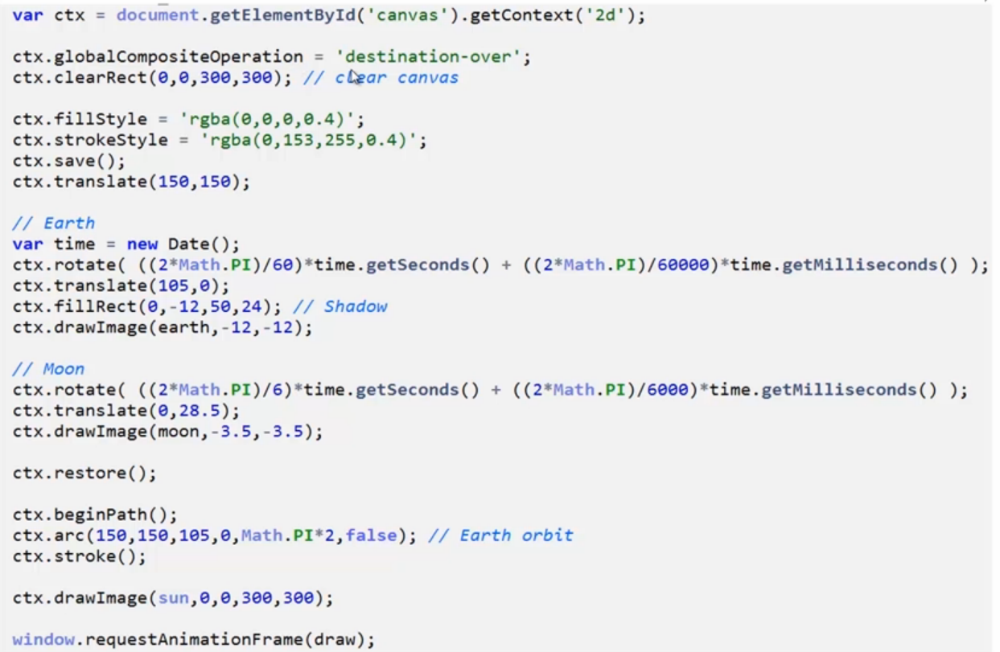 var ctx = document.getElementById('canvas').getContext('2d');
ctx.globalCompositeOperation = 'destination-over';
ctx.clearRect(0,0,300,300); // clear canvas
ctx.fillStyle = 'rgba(0,0,0,0.4)';
ctx.strokeStyle = 'rgba(0,153,255,0.4)';
ctx.save();
ctx.translate(150,150);
// Earth
var time = new Date();
ctx.rotate( ((2*Math.PI)/60)*time.getSeconds() + ((2*Math.PI)/60000)*time.getMilliseconds() );
ctx.translate(105,0);
ctx.fillRect(0,-12,50,24); // Shadow
ctx.drawImage(earth,-12,-12);
// Moon
ctx.rotate( ((2*Math.PI)/6)*time.getSeconds() + ((2*Math.PI)/6000)*time.getMilliseconds() );
ctx.translate(0,28.5);
ctx.drawImage(moon,-3.5,-3.5);
ctx.restore();
ctx.beginPath();
ctx.arc(150,150,105,0,Math.PI*2,false); // Earth orbit
ctx.stroke();
ctx.drawImage(sun,0,0,300,300);
window.requestAnimationFrame(draw);